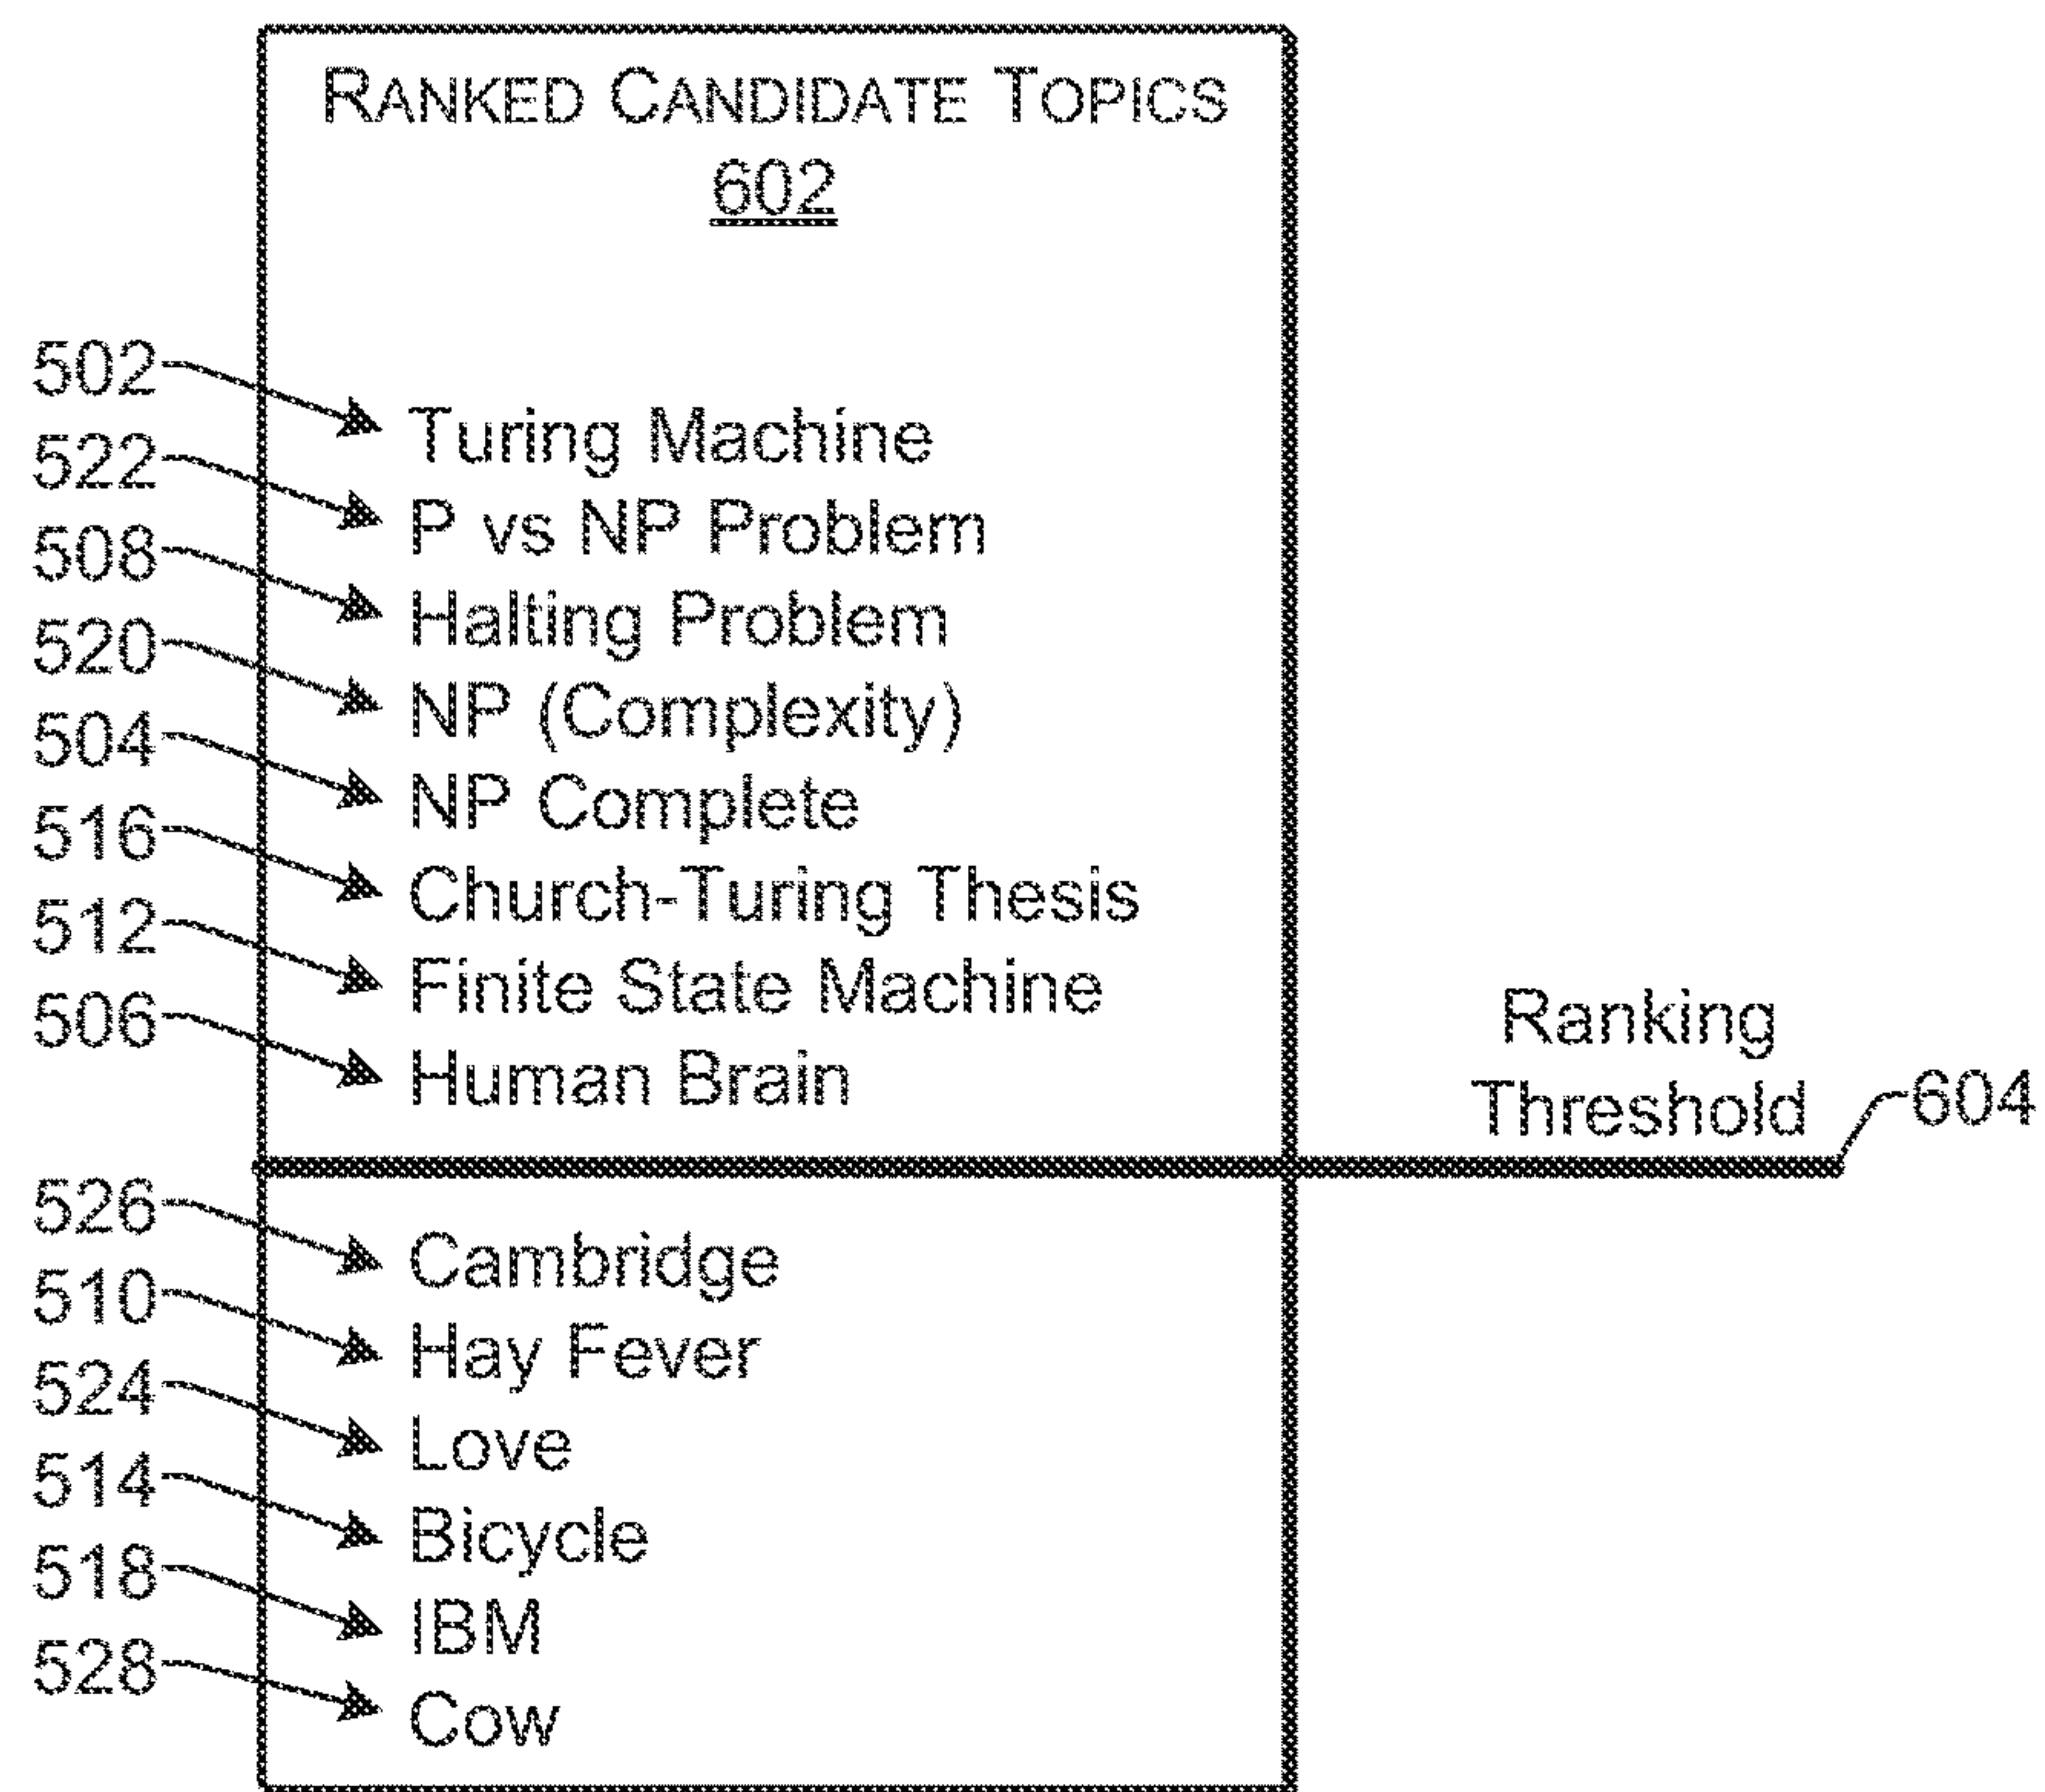 RANKED CANDIDATE TOPICS
602
502 Turing Machine
522 P vs NP Problem
508 Halting Problem
520 NP (Complexity)
504 NP Complete
516 Church-Turing Thesis
512 Finite State Machine
506 Human Brain
Ranking
Threshold
604
526 Cambridge
510 Hay Fever
524 Love
514 Bicycle
518 IBM
528 Cow